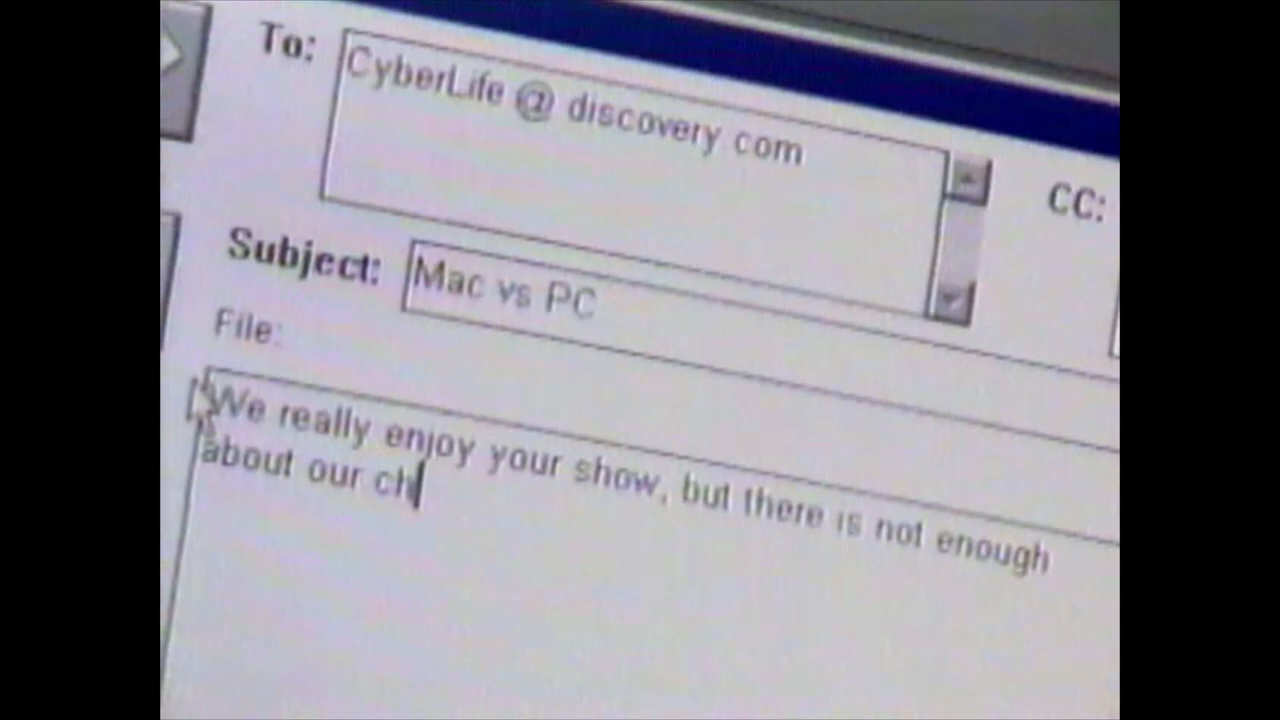 To:
CyberLife @ discovery com
CC:
Subject:
Mac vs PC
File:
We really enjoy your show, but there is not enough
about our ch